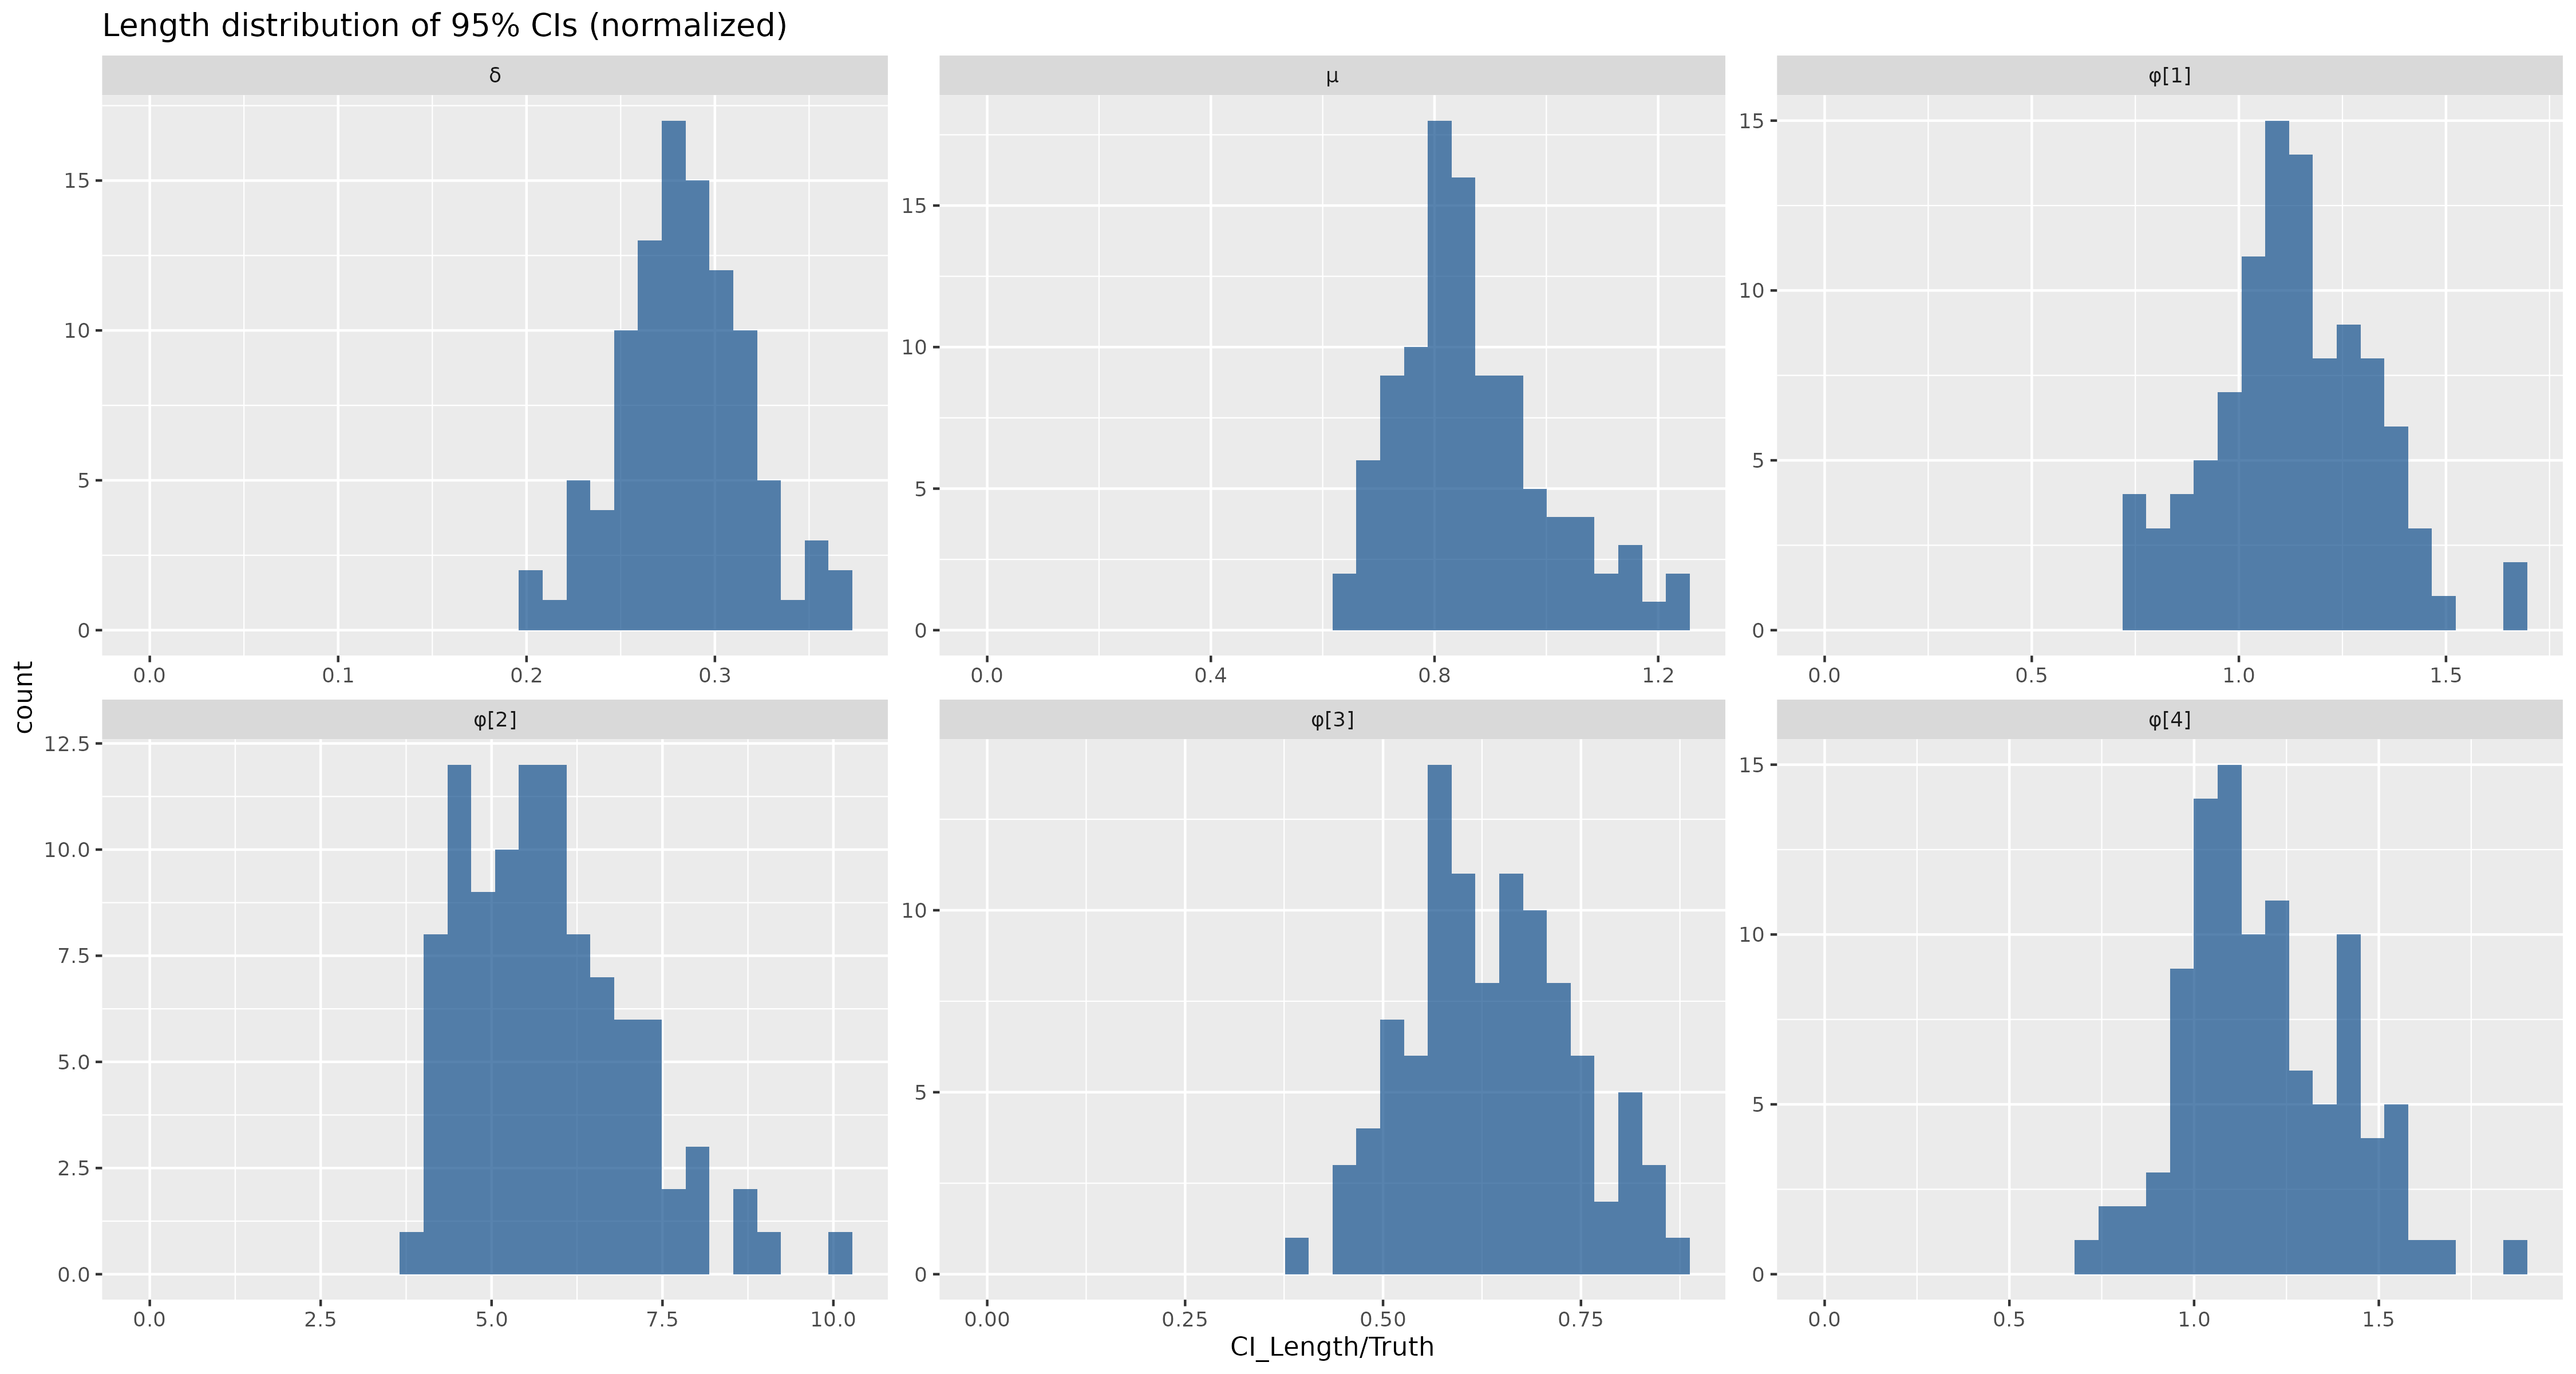 Length distribution of 95% CIs (normalized)
δ
μ
φ[1]
15
10
5
0
15
10
5
0
15
10
5
0
0.0 0.1 0.2 0.3
0.0 0.4 0.8 1.2
0.0 0.5 1.0 1.5
count
φ[2]
φ[3]
φ[4]
12.5
10.0
7.5
5.0
2.5
0.0
10
5
0
15
10
5
0
0.0 2.5 5.0 7.5 10.0
0.00 0.25 0.50 0.75
0.0 0.5 1.0 1.5
CI_Length/Truth